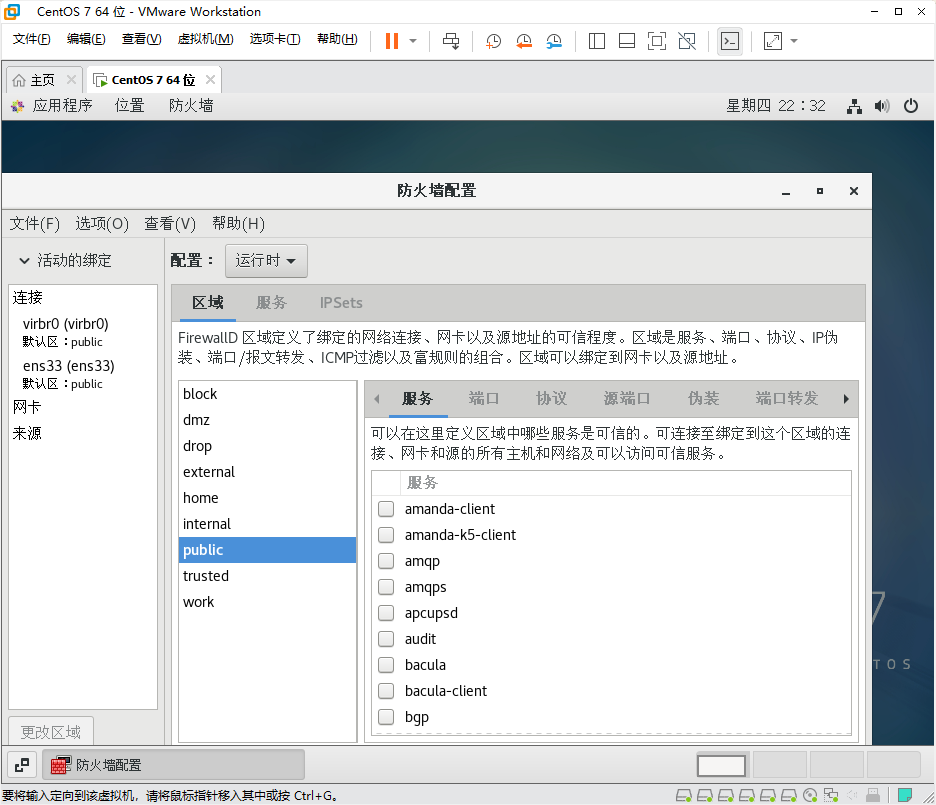 CentOS 7 64 位 - VMware Workstation
文件(F) 编辑(E) 查看(V) 虚拟机(M) 选项卡(T) 帮助(H)
主页 CentOS 7 64 位
应用程序 位置 防火墙 星期四 22：32
防火墙配置
文件(F) 选项(O) 查看(V) 帮助(H)
活动的绑定
配置： 运行时
连接
virbr0 (virbr0)
默认区：public
ens33 (ens33)
默认区：public
网卡
来源
更改区域
区域 服务 IPSets
FirewallD 区域定义了绑定的网络连接、网卡以及源地址的可信程度。区域是服务、端口、协议、IP伪
装、端口/报文转发、ICMP过滤以及富规则的组合。区域可以绑定到网卡以及源地址。
block
dmz
drop
external
home
internal
public
trusted
work
服务 端口 协议 源端口 伪装 端口转发
可以在这里定义区域中哪些服务是可信的。可连接至绑定到这个区域的连
接、网卡和源的所有主机和网络及可以访问可信服务。
服务
amanda-client
amanda-k5-client
amqp
amqps
apcupsd
audit
bacula
bacula-client
bgp
7
TOS
防火墙配置
要将输入定向到该虚拟机，请将鼠标指针移入其中或按 Ctrl+G。